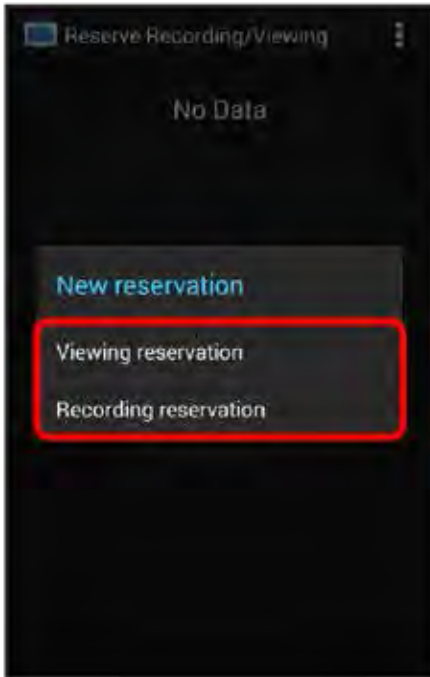 Reserve Recording/Viewing
No Data
New reservation
Viewing reservation
Recording reservation